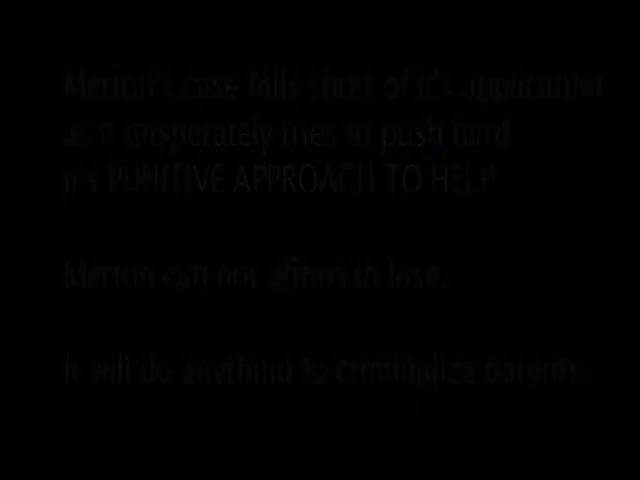 Merton's case falls short of it's application
as it desperately tries to push hard
it's PUNITIVE APPROACH TO HELP
Merton can not afford to lose.
It will do anything to criminalize parents